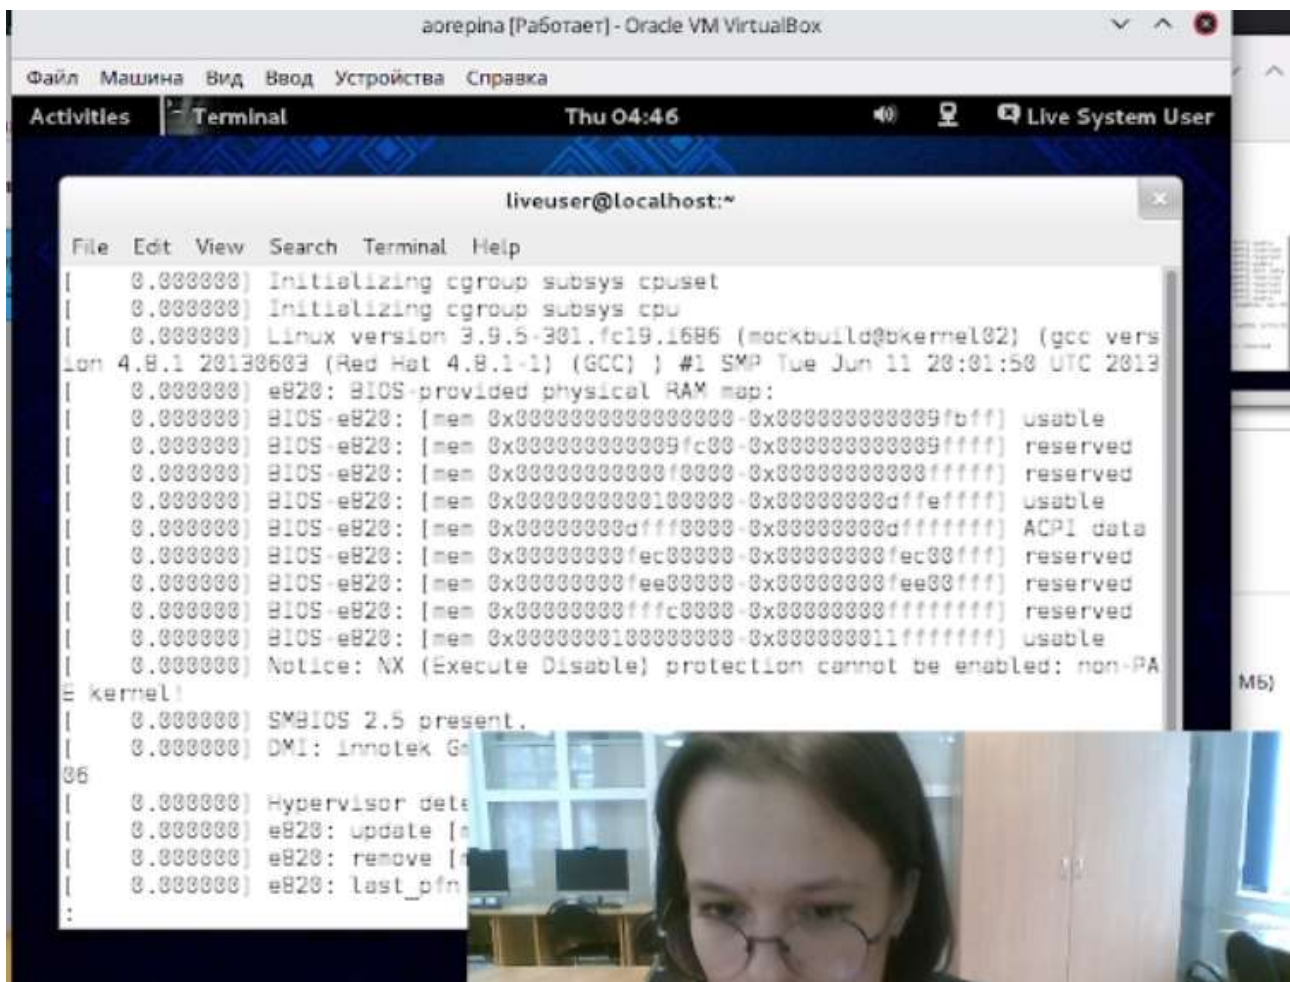 aorepina [Работает] - Oracle VM VirtualBox
Файл Машина Вид Ввод Устройства Справка
Activities Terminal Thu 04:46 Live System User
liveuser@localhost:~
File Edit View Search Terminal Help
[    0.000000] Initializing cgroup subsys cpuset
[    0.000000] Initializing cgroup subsys cpu
[    0.000000] Linux version 3.9.5-301.fc19.i686 (mockbuild@bkernel02) (gcc vers
ion 4.8.1 20130603 (Red Hat 4.8.1-1) (GCC) ) #1 SMP Tue Jun 11 20:01:50 UTC 2013
[    0.000000] e820: BIOS-provided physical RAM map:
[    0.000000] BIOS-e820: [mem 0x0000000000000000-0x000000000009fbff] usable
[    0.000000] BIOS-e820: [mem 0x000000000009fc00-0x000000000009ffff] reserved
[    0.000000] BIOS-e820: [mem 0x00000000000f0000-0x00000000000fffff] reserved
[    0.000000] BIOS-e820: [mem 0x0000000000100000-0x00000000dffeffff] usable
[    0.000000] BIOS-e820: [mem 0x00000000dfff0000-0x00000000dfffffff] ACPI data
[    0.000000] BIOS-e820: [mem 0x00000000fec00000-0x00000000fec00fff] reserved
[    0.000000] BIOS-e820: [mem 0x00000000fee00000-0x00000000fee00fff] reserved
[    0.000000] BIOS-e820: [mem 0x00000000fffc0000-0x00000000ffffffff] reserved
[    0.000000] BIOS-e820: [mem 0x0000000100000000-0x000000011fffffff] usable
[    0.000000] Notice: NX (Execute Disable) protection cannot be enabled: non-PA
E kernel!
МБ)
[    0.000000] SMBIOS 2.5 present.
[    0.000000] DMI: innotek G
06
[    0.000000] Hypervisor dete
[    0.000000] e820: update [m
[    0.000000] e820: remove [m
[    0.000000] e820: last_pfn
: